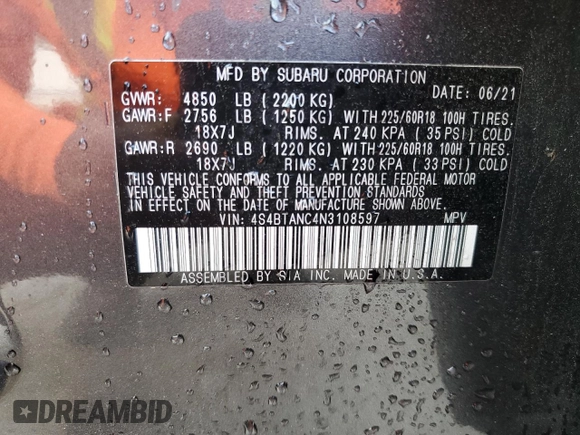 MFD BY SUBARU CORPORATION
DATE: 06/21
GVWR: 4850 LB ( 2200 KG)
GAWR:F 2756 LB ( 1250 KG) WITH 225/60R18 100H TIRES.
18X7J RIMS. AT 240 KPA ( 35 PSI) COLD
GAWR:R 2690 LB ( 1220 KG) WITH 225/60R18 100H TIRES.
18X7J RIMS. AT 230 KPA ( 33 PSI) COLD
THIS VEHICLE CONFORMS TO ALL APPLICABLE FEDERAL MOTOR
VEHICLE SAFETY AND THEFT PREVENTION STANDARDS
IN EFFECT ON THE DATE OF MANUFACTURE SHOWN ABOVE.
VIN: 4S4BTANC4N3108597 MPV
ASSEMBLED BY SIA INC. MADE IN U.S.A.
DREAMBID